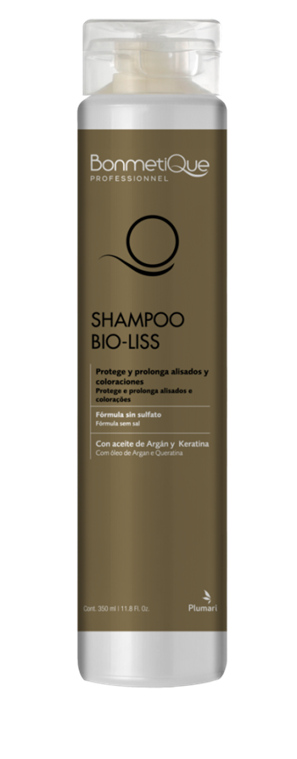 BonmetiQue
PROFESSIONNEL
SHAMPOO
BIO-LISS
Protege y prolonga alisados y
coloraciones
Protege e prolonga alisados e
colorações
Fórmula sin sulfato
Fórmula sem sal
Con aceite de Argán y Keratina
Com óleo de Argan e Queratina
Cont. 350 ml | 11.8 Fl. Oz.
Plumari